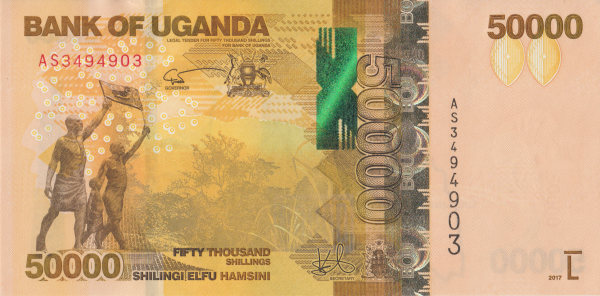 BANK OF UGANDA
LEGAL TENDER FOR FIFTY THOUSAND SHILLINGS
FOR BANK OF UGANDA
50000
AS3494903
GOVERNOR
50000
AS3494903
FIFTY THOUSAND
SHILLINGS
50000
SHILINGI ELFU HAMSINI
SECRETARY
2017
50000